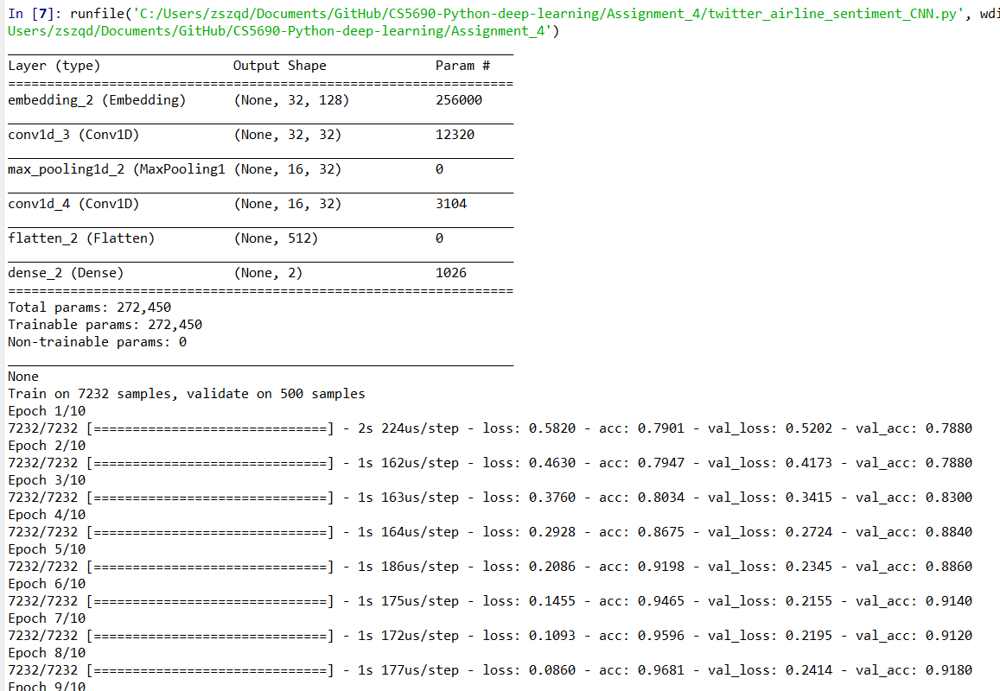 In [7]: runfile('C:/Users/zszqd/Documents/GitHub/CS5690-Python-deep-learning/Assignment_4/twitter_airline_sentiment_CNN.py', wdi
Users/zszqd/Documents/GitHub/CS5690-Python-deep-learning/Assignment_4')
_________________________________________________________________
Layer (type)                 Output Shape              Param #
=================================================================
embedding_2 (Embedding)      (None, 32, 128)           256000
_________________________________________________________________
conv1d_3 (Conv1D)            (None, 32, 32)            12320
_________________________________________________________________
max_pooling1d_2 (MaxPooling1 (None, 16, 32)            0
_________________________________________________________________
conv1d_4 (Conv1D)            (None, 16, 32)            3104
_________________________________________________________________
flatten_2 (Flatten)          (None, 512)               0
_________________________________________________________________
dense_2 (Dense)              (None, 2)                 1026
=================================================================
Total params: 272,450
Trainable params: 272,450
Non-trainable params: 0
_________________________________________________________________
None
Train on 7232 samples, validate on 500 samples
Epoch 1/10
7232/7232 [==============================] - 2s 224us/step - loss: 0.5820 - acc: 0.7901 - val_loss: 0.5202 - val_acc: 0.7880
Epoch 2/10
7232/7232 [==============================] - 1s 162us/step - loss: 0.4630 - acc: 0.7947 - val_loss: 0.4173 - val_acc: 0.7880
Epoch 3/10
7232/7232 [==============================] - 1s 163us/step - loss: 0.3760 - acc: 0.8034 - val_loss: 0.3415 - val_acc: 0.8300
Epoch 4/10
7232/7232 [==============================] - 1s 164us/step - loss: 0.2928 - acc: 0.8675 - val_loss: 0.2724 - val_acc: 0.8840
Epoch 5/10
7232/7232 [==============================] - 1s 186us/step - loss: 0.2086 - acc: 0.9198 - val_loss: 0.2345 - val_acc: 0.8860
Epoch 6/10
7232/7232 [==============================] - 1s 175us/step - loss: 0.1455 - acc: 0.9465 - val_loss: 0.2155 - val_acc: 0.9140
Epoch 7/10
7232/7232 [==============================] - 1s 172us/step - loss: 0.1093 - acc: 0.9596 - val_loss: 0.2195 - val_acc: 0.9120
Epoch 8/10
7232/7232 [==============================] - 1s 177us/step - loss: 0.0860 - acc: 0.9681 - val_loss: 0.2414 - val_acc: 0.9180
Epoch 9/10